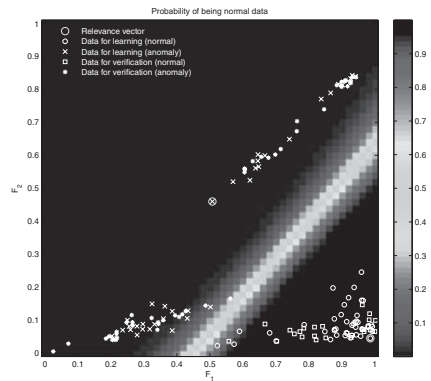 Probability of being normal data
Relevance vector
Data for learning (normal)
Data for learning (anomaly)
Data for verification (normal)
Data for verification (anomaly)
1
0.9
0.8
0.7
0.6
0.5
0.4
0.3
0.2
0.1
0
F2
0 0.1 0.2 0.3 0.4 0.5 0.6 0.7 0.8 0.9 1
F1
0.9
0.8
0.7
0.6
0.5
0.4
0.3
0.2
0.1